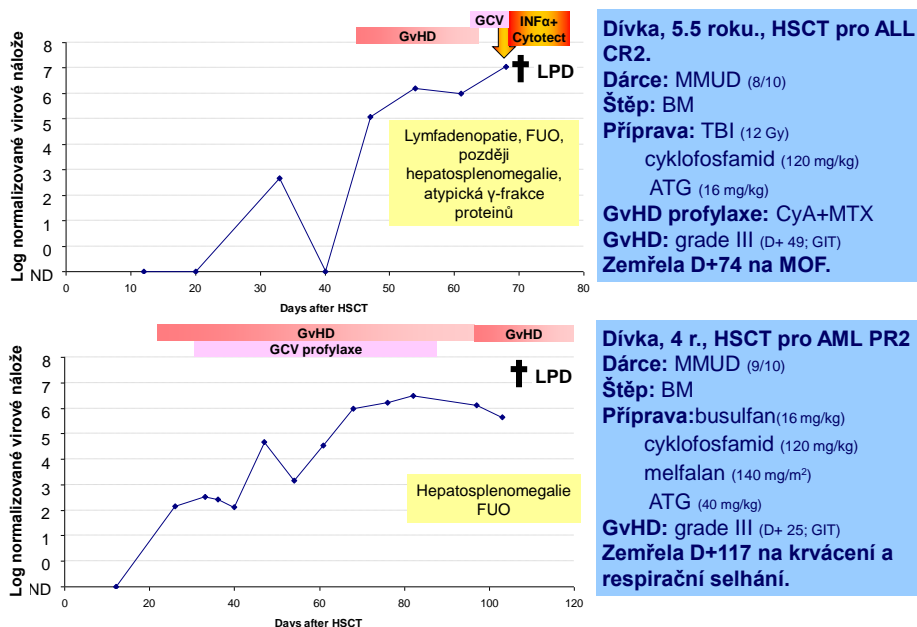 GCV
INFα+
Cytotect
GvHD
LPD
Log normalizované virové nálože
8
7
6
5
4
3
2
1
0
ND
Lymfadenopatie, FUO,
později
hepatosplenomegalie,
atypická γ-frakce
proteinů
0 10 20 30 40 50 60 70 80
Days after HSCT
Dívka, 5.5 roku., HSCT pro ALL
CR2.
Dárce: MMUD (8/10)
Štěp: BM
Příprava: TBI (12 Gy)
cyklofosfamid (120 mg/kg)
ATG (16 mg/kg)
GvHD profylaxe: CyA+MTX
GvHD: grade III (D+ 49; GIT)
Zemřela D+74 na MOF.
GvHD GvHD
GCV profylaxe
LPD
Log normalizované virové nálože
8
7
6
5
4
3
2
1
0
ND
Hepatosplenomegalie
FUO
0 20 40 60 80 100 120
Days after HSCT
Dívka, 4 r., HSCT pro AML PR2
Dárce: MMUD (9/10)
Štěp: BM
Příprava:busulfan(16 mg/kg)
cyklofosfamid (120 mg/kg)
melfalan (140 mg/m²)
ATG (40 mg/kg)
GvHD: grade III (D+ 25; GIT)
Zemřela D+117 na krvácení a
respirační selhání.